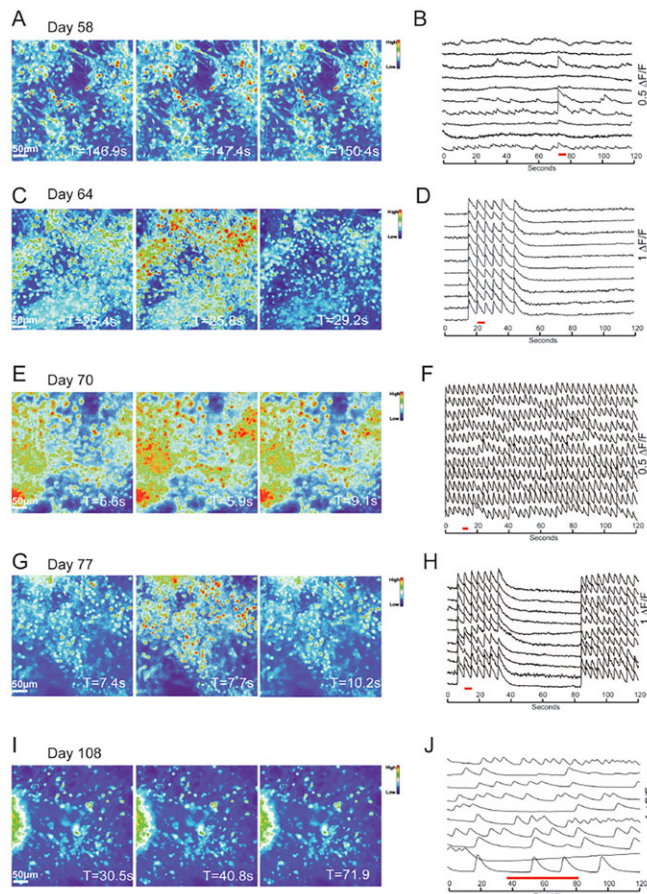 A Day 58
High
Low
50μm
T=146.9s T=147.4s T=150.4s
B
0.5 ΔF/F
0 20 40 60 80 100 120
Seconds
C Day 64
High
Low
50μm
T=25.4s T=25.8s T=29.2s
D
1 ΔF/F
0 20 40 60 80 100 120
Seconds
E Day 70
High
Low
50μm
T=6.6s T=5.9s T=9.1s
F
0.5 ΔF/F
0 20 40 60 80 100 120
Seconds
G Day 77
High
Low
50μm
T=7.4s T=7.7s T=10.2s
H
1 ΔF/F
0 20 40 60 80 100 120
Seconds
I Day 108
High
Low
50μm
T=30.5s T=40.8s T=71.9
J
0 20 40 60 80 100 120